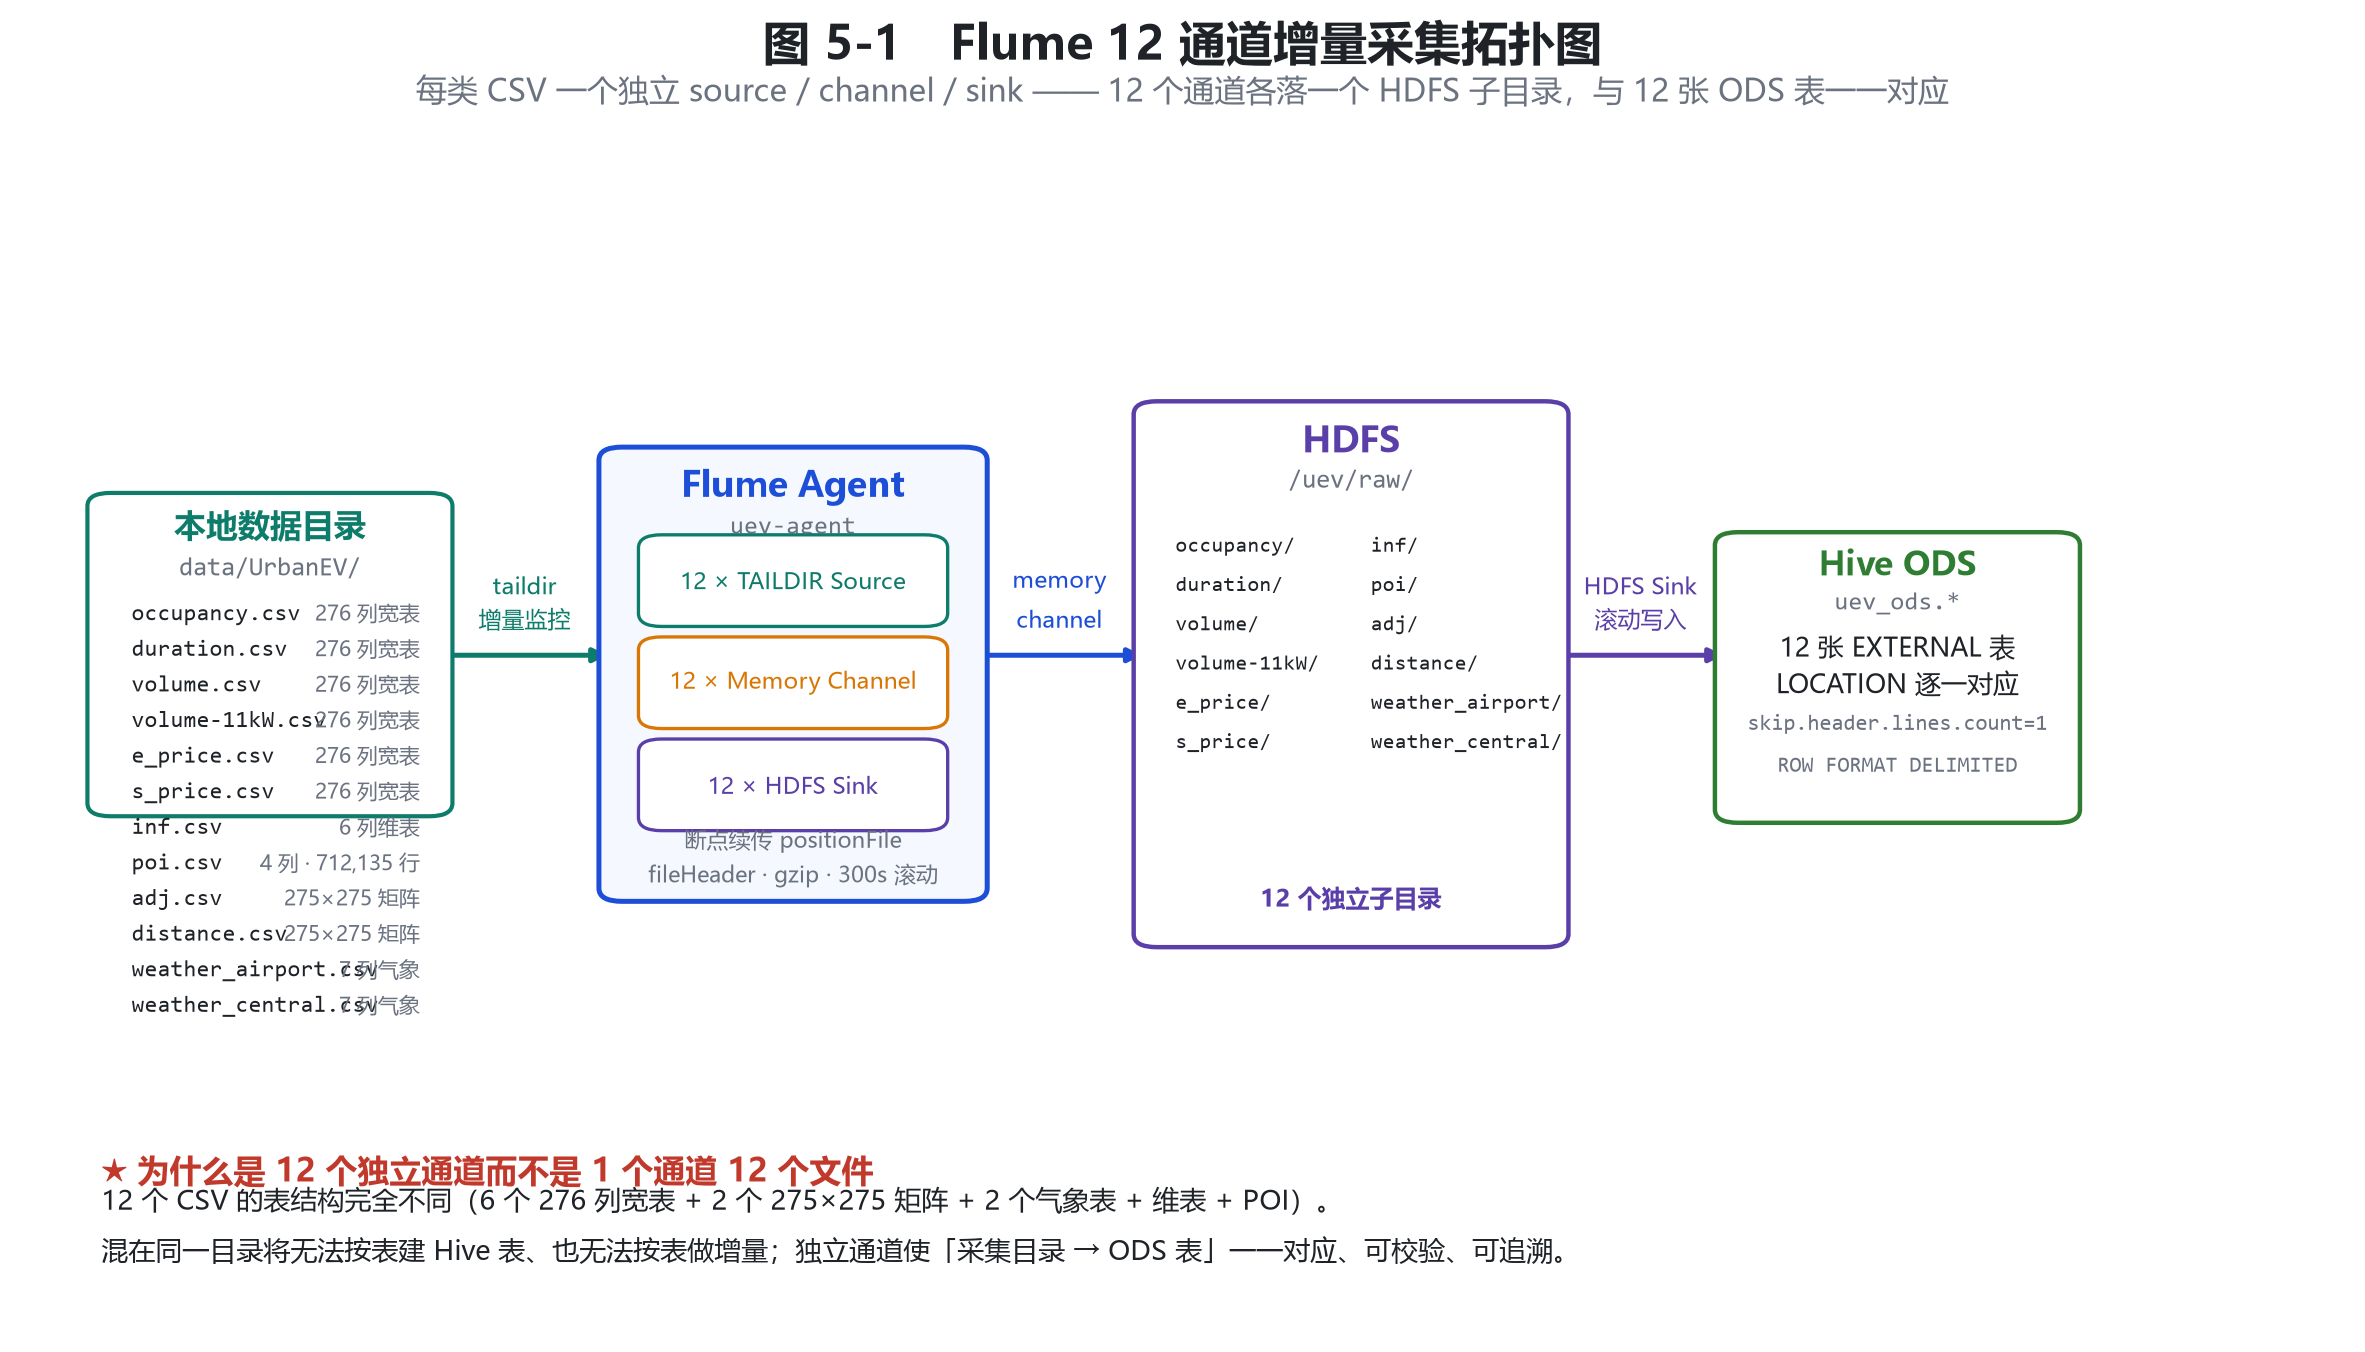 图 5-1 Flume 12 通道增量采集拓扑图
每类 CSV 一个独立 source / channel / sink —— 12 个通道各落一个 HDFS 子目录，与 12 张 ODS 表一一对应
本地数据目录
data/UrbanEV/
occupancy.csv 276 列宽表
duration.csv 276 列宽表
volume.csv 276 列宽表
volume-11kW.csv 276 列宽表
e_price.csv 276 列宽表
s_price.csv 276 列宽表
inf.csv 6 列维表
poi.csv 4 列 · 712,135 行
adj.csv 275×275 矩阵
distance.csv 275×275 矩阵
weather_airport.csv 7 列气象
weather_central.csv 7 列气象
taildir
增量监控
Flume Agent
uev-agent
12 × TAILDIR Source
12 × Memory Channel
12 × HDFS Sink
断点续传 positionFile
fileHeader · gzip · 300s 滚动
memory
channel
HDFS
/uev/raw/
occupancy/ inf/
duration/ poi/
volume/ adj/
volume-11kW/ distance/
e_price/ weather_airport/
s_price/ weather_central/
12 个独立子目录
HDFS Sink
滚动写入
Hive ODS
uev_ods.*
12 张 EXTERNAL 表
LOCATION 逐一对应
skip.header.lines.count=1
ROW FORMAT DELIMITED
★ 为什么是 12 个独立通道而不是 1 个通道 12 个文件
12 个 CSV 的表结构完全不同（6 个 276 列宽表 + 2 个 275×275 矩阵 + 2 个气象表 + 维表 + POI）。
混在同一目录将无法按表建 Hive 表、也无法按表做增量；独立通道使「采集目录 → ODS 表」一一对应、可校验、可追溯。